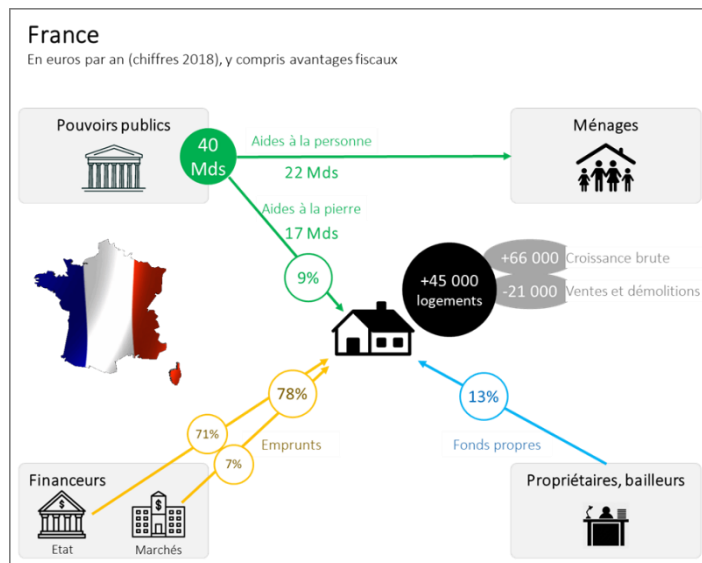 France
En euros par an (chiffres 2018), y compris avantages fiscaux
Pouvoirs publics
40
Mds
Aides à la personne
22 Mds
Ménages
Aides à la pierre
17 Mds
9%
+45 000
logements
+66 000 Croissance brute
-21 000 Ventes et démolitions
78%
71%
7%
Emprunts
13%
Fonds propres
Financeurs
$
$
Etat
Marchés
Propriétaires, bailleurs